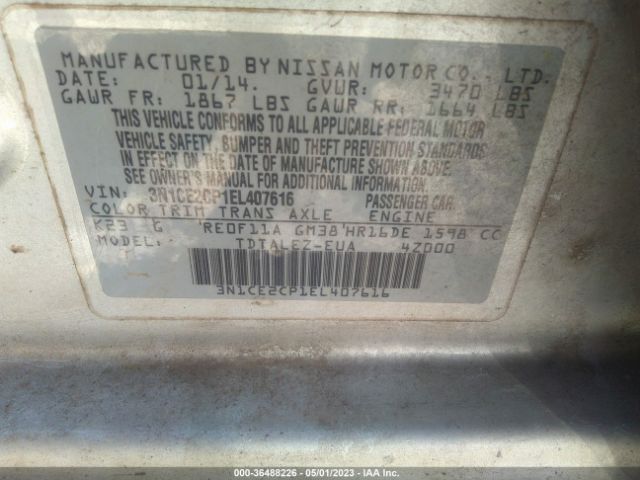 MANUFACTURED BY NISSAN MOTOR CO., LTD.
DATE: 01/14. GVWR: 3470 LBS
GAWR FR: 1867 LBS GAWR RR: 1664 LBS
THIS VEHICLE CONFORMS TO ALL APPLICABLE FEDERAL MOTOR
VEHICLE SAFETY, BUMPER AND THEFT PREVENTION STANDARDS
IN EFFECT ON THE DATE OF MANUFACTURE SHOWN ABOVE.
SEE OWNER'S MANUAL FOR ADDITIONAL INFORMATION.
VIN: 3N1CE2CP1EL407616 PASSENGER CAR.
COLOR TRIM TRANS AXLE ENGINE
K23 G RE0F11A GM38 HR16DE 1598 CC
MODEL: TDTALEZ-EUA 4Z000
3N1CE2CP1EL407616
000-36488226 - 05/01/2023 - IAA Inc.